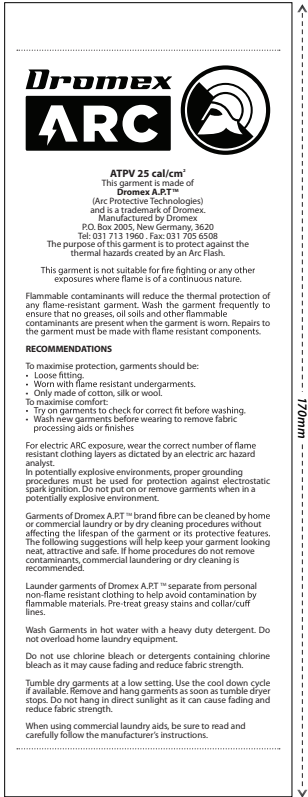 Dromex
ARC
ATPV 25 cal/cm²
This garment is made of
Dromex A.P.T™
(Arc Protective Technologies)
and is a trademark of Dromex.
Manufactured by Dromex
P.O. Box 2005, New Germany, 3620
Tel: 031 713 1960 . Fax: 031 705 6508
The purpose of this garment is to protect against the
thermal hazards created by an Arc Flash.
This garment is not suitable for fire fighting or any other
exposures where flame is of a continuous nature.
Flammable contaminants will reduce the thermal protection of
any flame-resistant garment. Wash the garment frequently to
ensure that no greases, oil soils and other flammable
contaminants are present when the garment is worn. Repairs to
the garment must be made with flame resistant components.
RECOMMENDATIONS
To maximise protection, garments should be:
• Loose fitting.
• Worn with flame resistant undergarments.
• Only made of cotton, silk or wool.
To maximise comfort:
• Try on garments to check for correct fit before washing.
• Wash new garments before wearing to remove fabric
processing aids or finishes
For electric ARC exposure, wear the correct number of flame
resistant clothing layers as dictated by an electric arc hazard
analyst.
In potentially explosive environments, proper grounding
procedures must be used for protection against electrostatic
spark ignition. Do not put on or remove garments when in a
potentially explosive environment.
Garments of Dromex A.P.T ™ brand fibre can be cleaned by home
or commercial laundry or by dry cleaning procedures without
affecting the lifespan of the garment or its protective features.
The following suggestions will help keep your garment looking
neat, attractive and safe. If home procedures do not remove
contaminants, commercial laundering or dry cleaning is
recommended.
Launder garments of Dromex A.P.T ™ separate from personal
non-flame resistant clothing to help avoid contamination by
flammable materials. Pre-treat greasy stains and collar/cuff
lines.
Wash Garments in hot water with a heavy duty detergent. Do
not overload home laundry equipment.
Do not use chlorine bleach or detergents containing chlorine
bleach as it may cause fading and reduce fabric strength.
Tumble dry garments at a low setting. Use the cool down cycle
if available. Remove and hang garments as soon as tumble dryer
stops. Do not hang in direct sunlight as it can cause fading and
reduce fabric strength.
When using commercial laundry aids, be sure to read and
carefully follow the manufacturer's instructions.
170mm